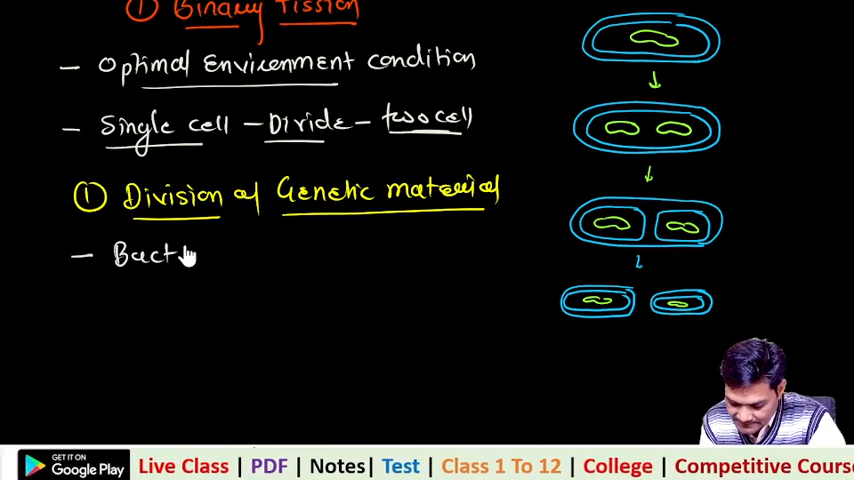 ① Binary fission
- Optimal Environment condition
- Single cell - Divide - two cell
① Division of Genetic material
- Bact
GET IT ON
Google Play
Live Class | PDF | Notes| Test | Class 1 To 12 | College | Competitive Course